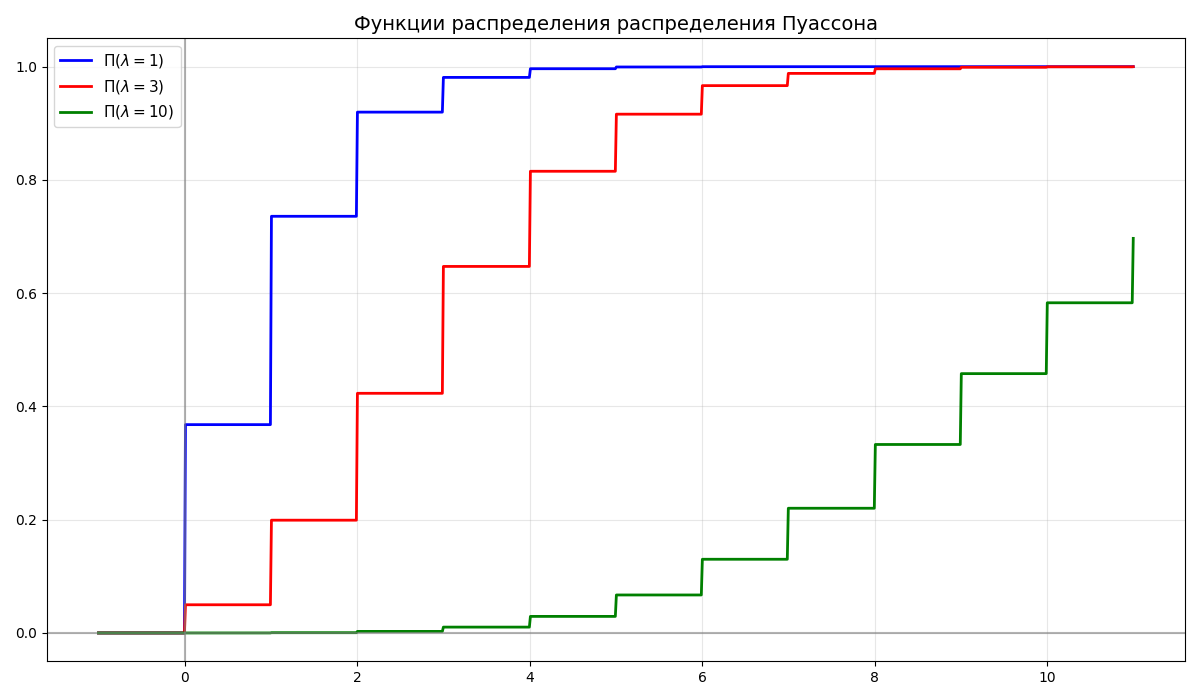 Функции распределения распределения Пуассона
П(λ = 1)
П(λ = 3)
П(λ = 10)
1.0
0.8
0.6
0.4
0.2
0.0
0 2 4 6 8 10